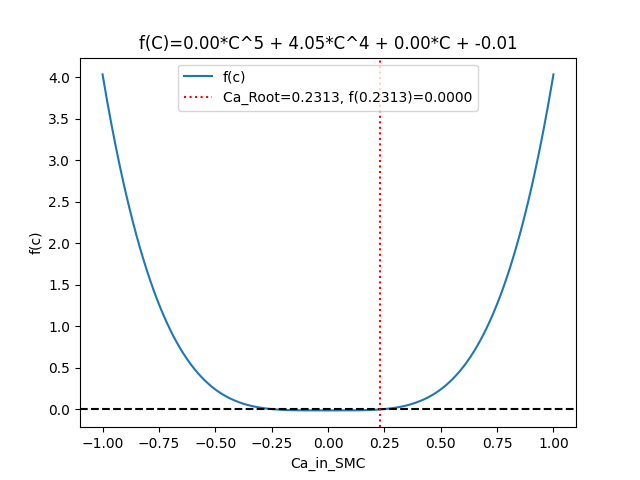 f(C)=0.00*C^5 + 4.05*C^4 + 0.00*C + -0.01
f(c)
Ca_Root=0.2313, f(0.2313)=0.0000
4.0
3.5
3.0
2.5
2.0
1.5
1.0
0.5
0.0
f(c)
−1.00 −0.75 −0.50 −0.25 0.00 0.25 0.50 0.75 1.00
Ca_in_SMC